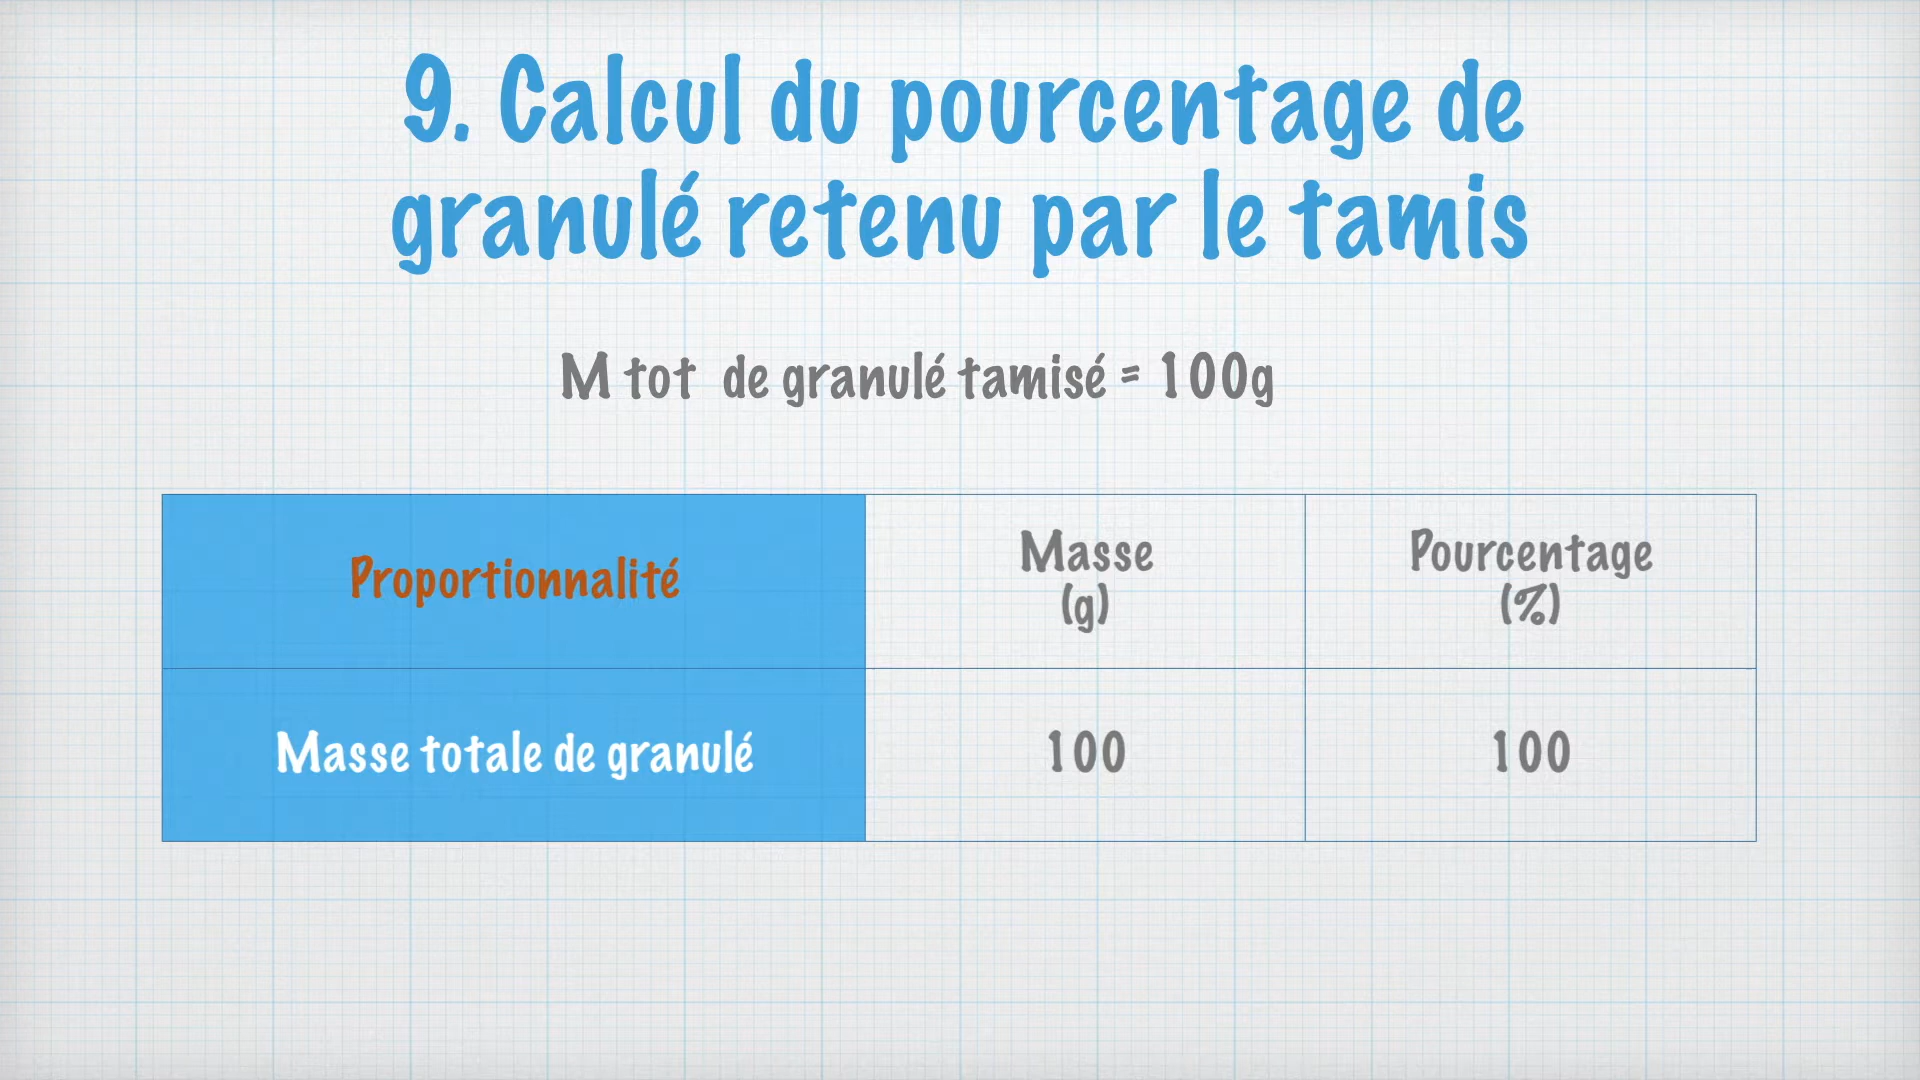 9. Calcul du pourcentage de
granulé retenu par le tamis
M tot de granulé tamisé = 100g
Proportionnalité
Masse
(g)
Pourcentage
(%)
Masse totale de granulé
100
100